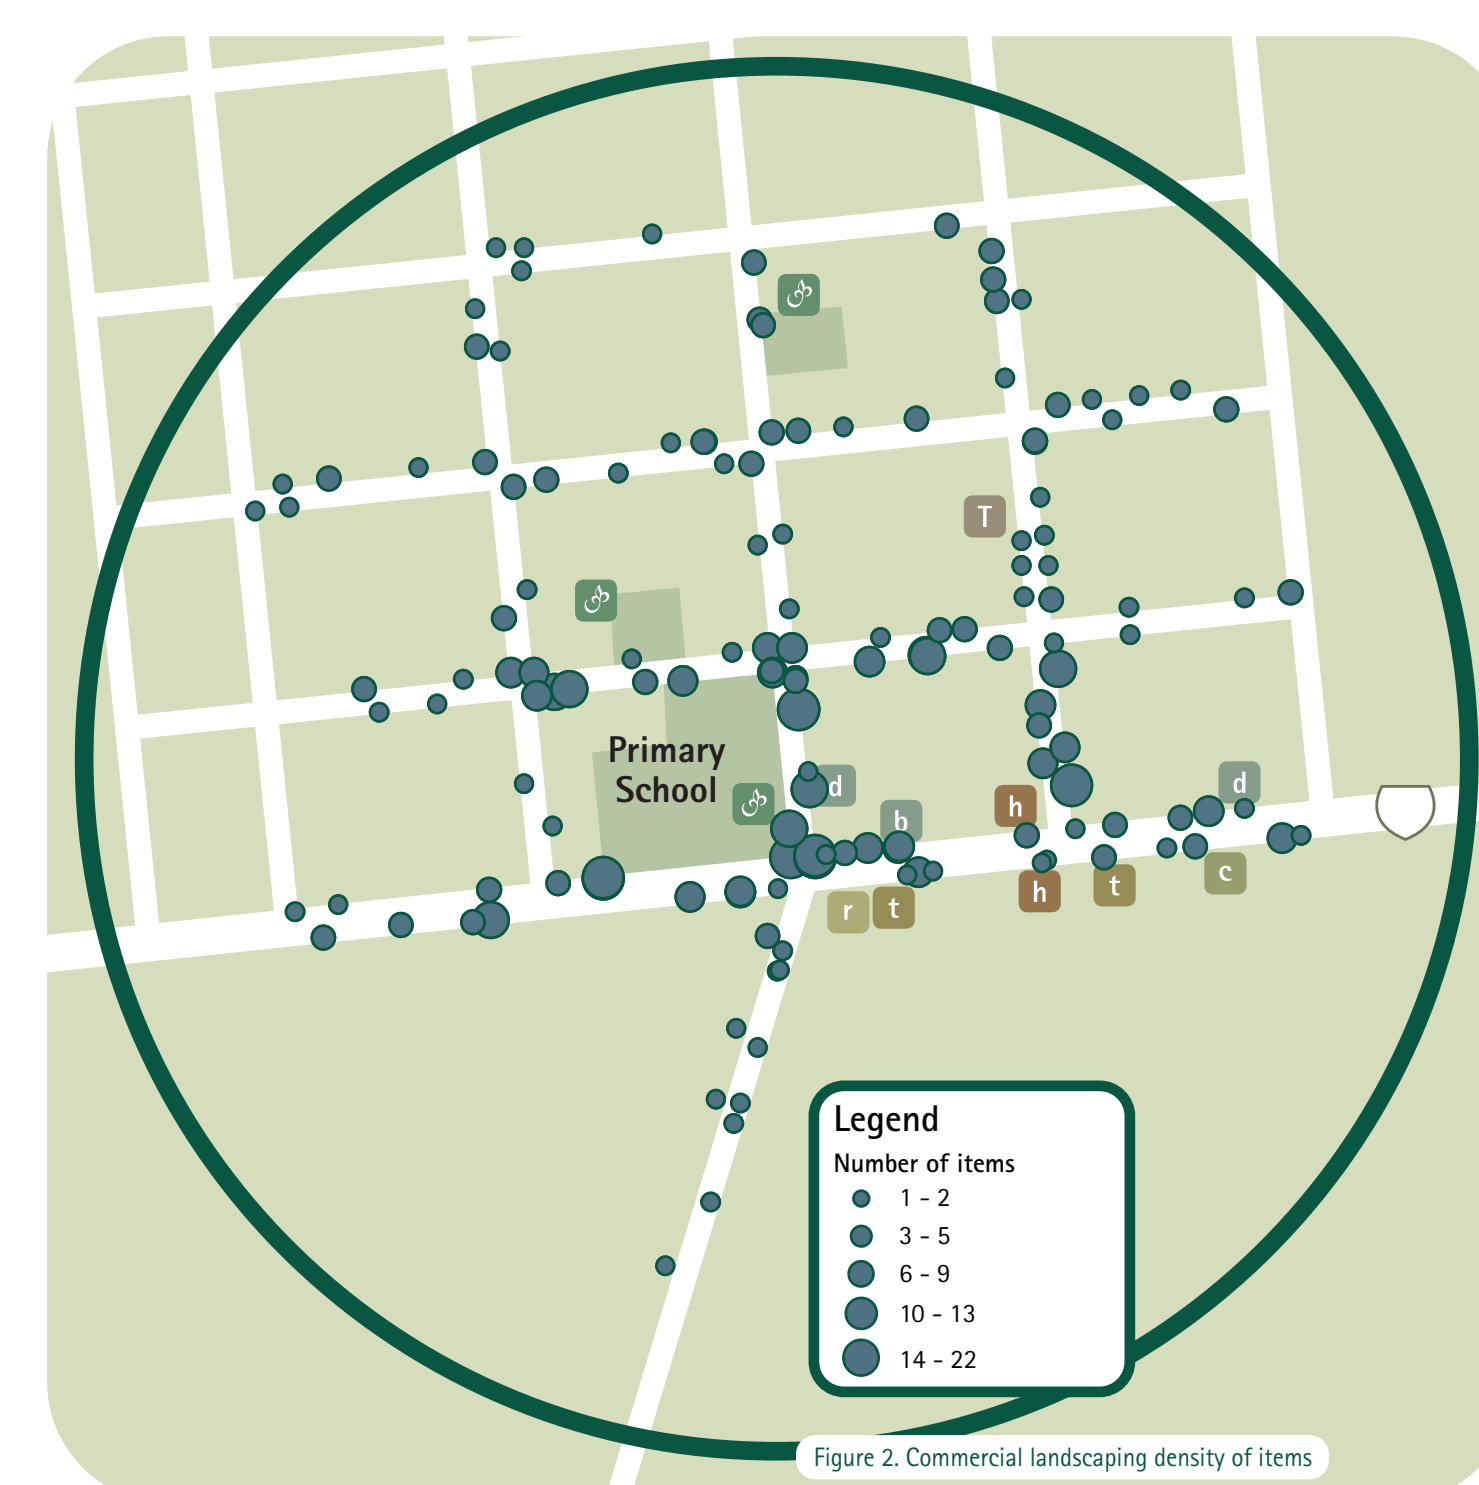 T
Primary
School
d
b
h
d
h
t
c
r
t
Legend
Number of items
1 - 2
3 - 5
6 - 9
10 - 13
14 - 22
Figure 2. Commercial landscaping density of items